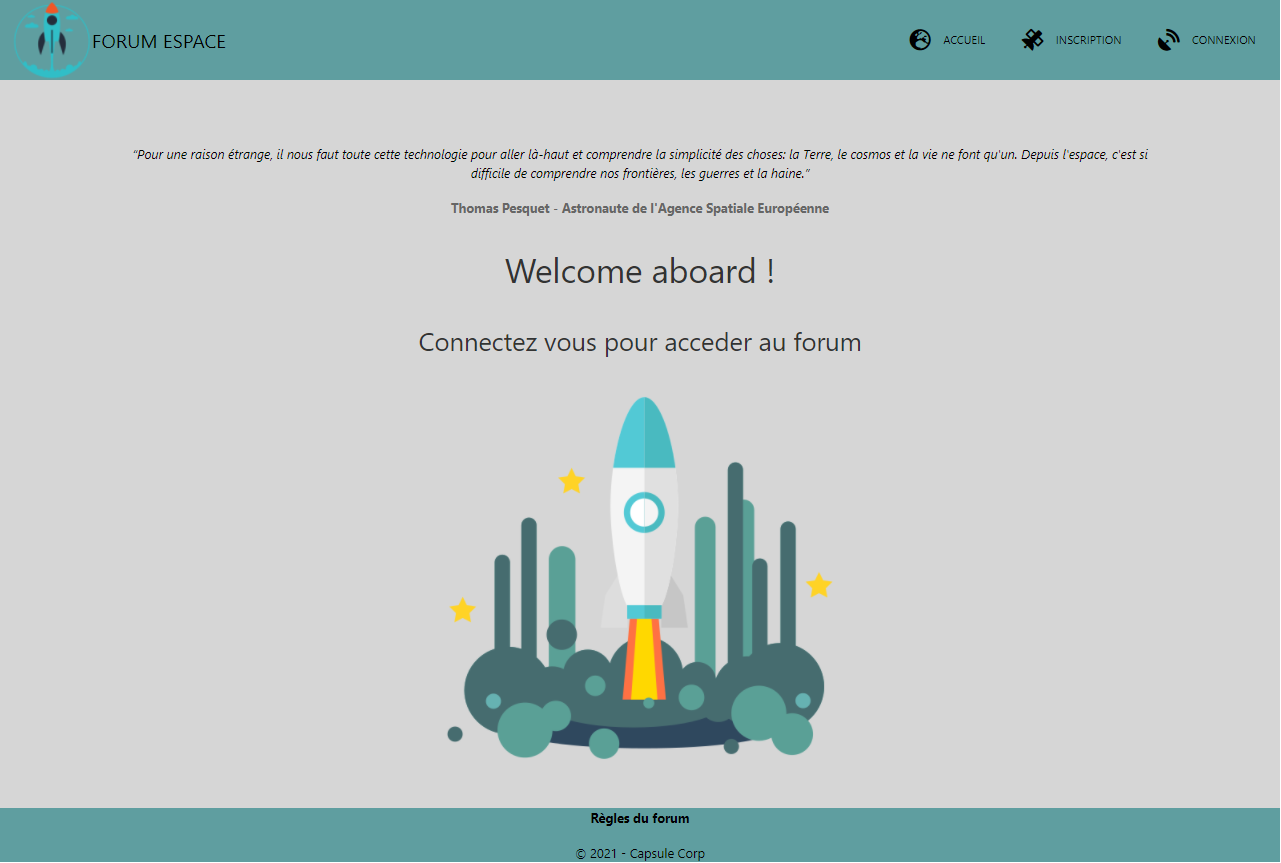 FORUM ESPACE
ACCUEIL
INSCRIPTION
CONNEXION
"Pour une raison étrange, il nous faut toute cette technologie pour aller là-haut et comprendre la simplicité des choses: la Terre, le cosmos et la vie ne font qu'un. Depuis l'espace, c'est si
difficile de comprendre nos frontières, les guerres et la haine."
Thomas Pesquet - Astronaute de l'Agence Spatiale Européenne
Welcome aboard !
Connectez vous pour acceder au forum
Règles du forum
© 2021 - Capsule Corp